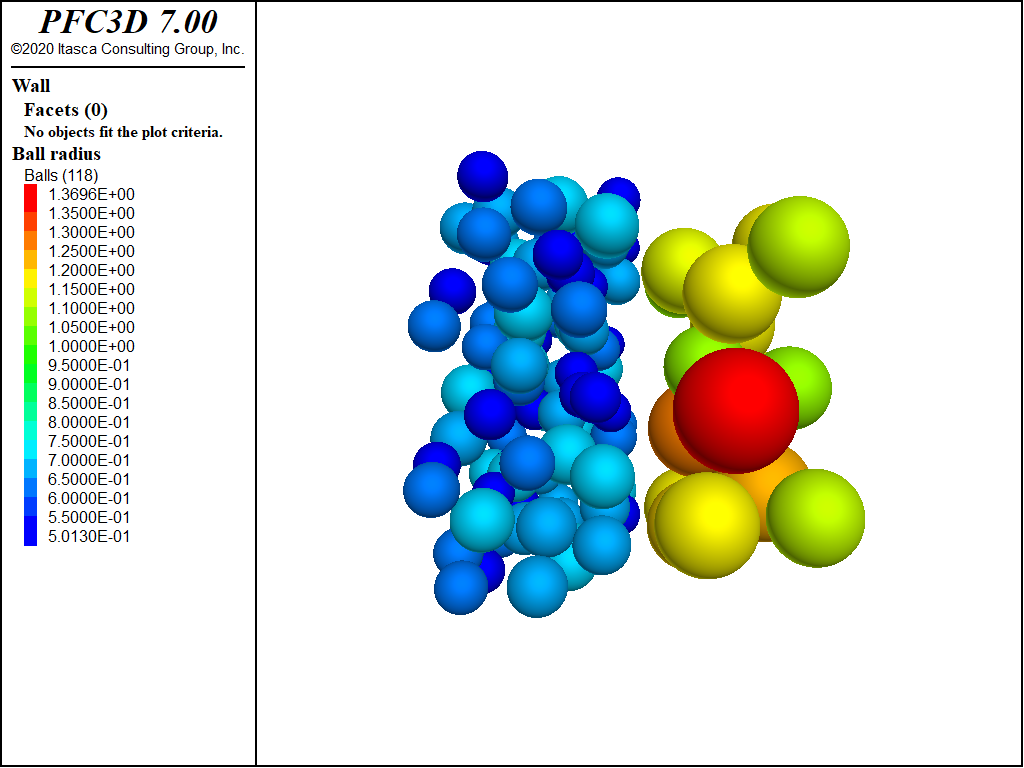 PFC3D 7.00
©2020 Itasca Consulting Group, Inc.
Wall
Facets (0)
No objects fit the plot criteria.
Ball radius
Balls (118)
1.3696E+00
1.3500E+00
1.3000E+00
1.2500E+00
1.2000E+00
1.1500E+00
1.1000E+00
1.0500E+00
1.0000E+00
9.5000E-01
9.0000E-01
8.5000E-01
8.0000E-01
7.5000E-01
7.0000E-01
6.5000E-01
6.0000E-01
5.5000E-01
5.0130E-01